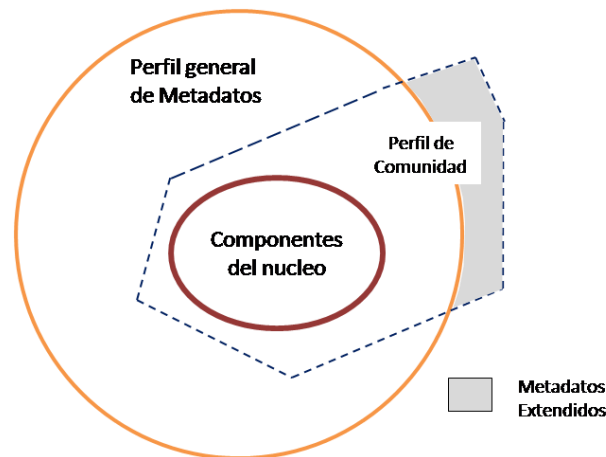 Perfil general
de Metadatos
Perfil de
Comunidad
Componentes
del nucleo
Metadatos
Extendidos